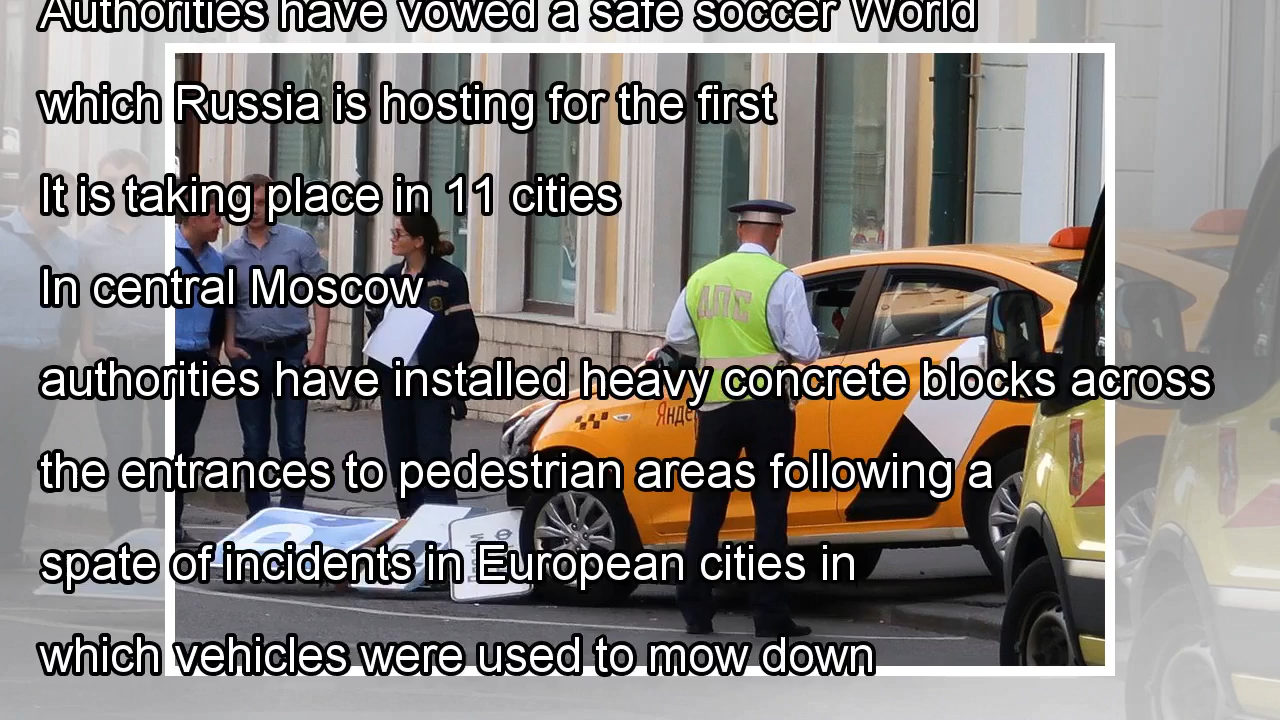 Authorities have vowed a safe soccer World
which Russia is hosting for the first
It is taking place in 11 cities
In central Moscow
ДПС
authorities have installed heavy concrete blocks across
the entrances to pedestrian areas following a
spate of incidents in European cities in
which vehicles were used to mow down